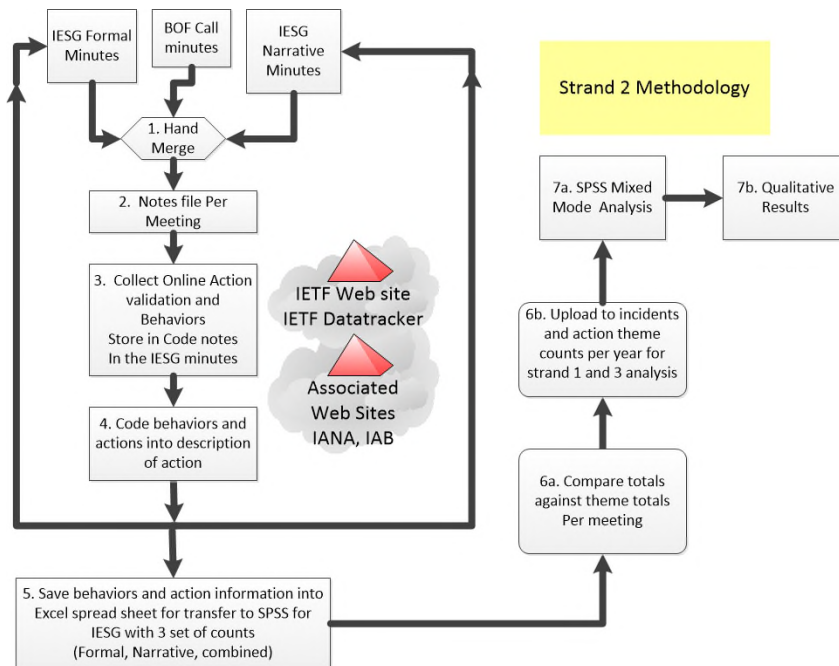 IESG Formal
Minutes
BOF Call
minutes
IESG
Narrative
Minutes
1. Hand
Merge
2. Notes file Per
Meeting
3. Collect Online Action
validation and
Behaviors
Store in Code notes
In the IESG minutes
4. Code behaviors and
actions into description
of action
5. Save behaviors and action information into
Excel spread sheet for transfer to SPSS for
IESG with 3 set of counts
(Formal, Narrative, combined)
IETF Web site
IETF Datatracker
Associated
Web Sites
IANA, IAB
Strand 2 Methodology
7a. SPSS Mixed
Mode Analysis
7b. Qualitative
Results
6b. Upload to incidents
and action theme
counts per year for
strand 1 and 3 analysis
6a. Compare totals
against theme totals
Per meeting